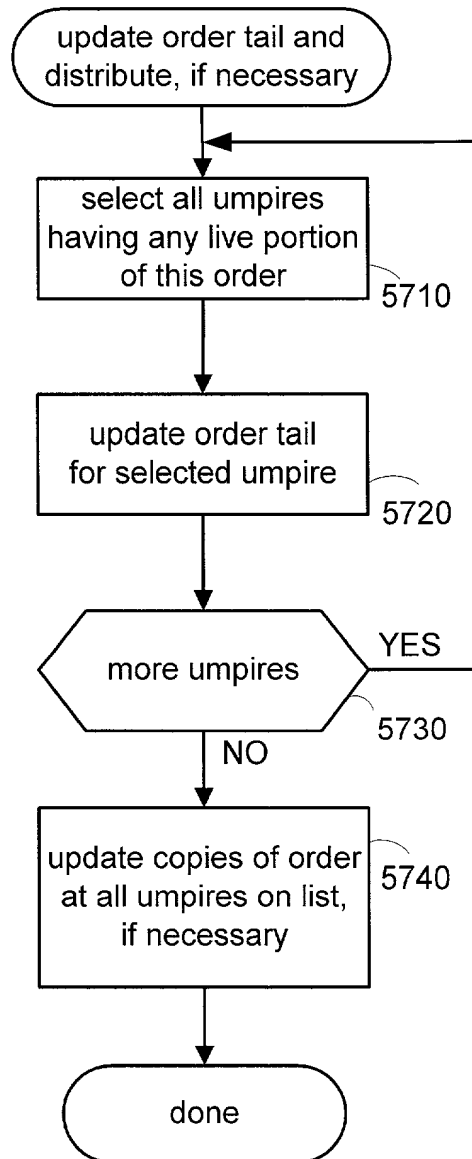 update order tail and
distribute, if necessary
select all umpires
having any live portion
of this order
5710
update order tail
for selected umpire
5720
more umpires
YES
5730
NO
update copies of order
at all umpires on list,
if necessary
5740
done